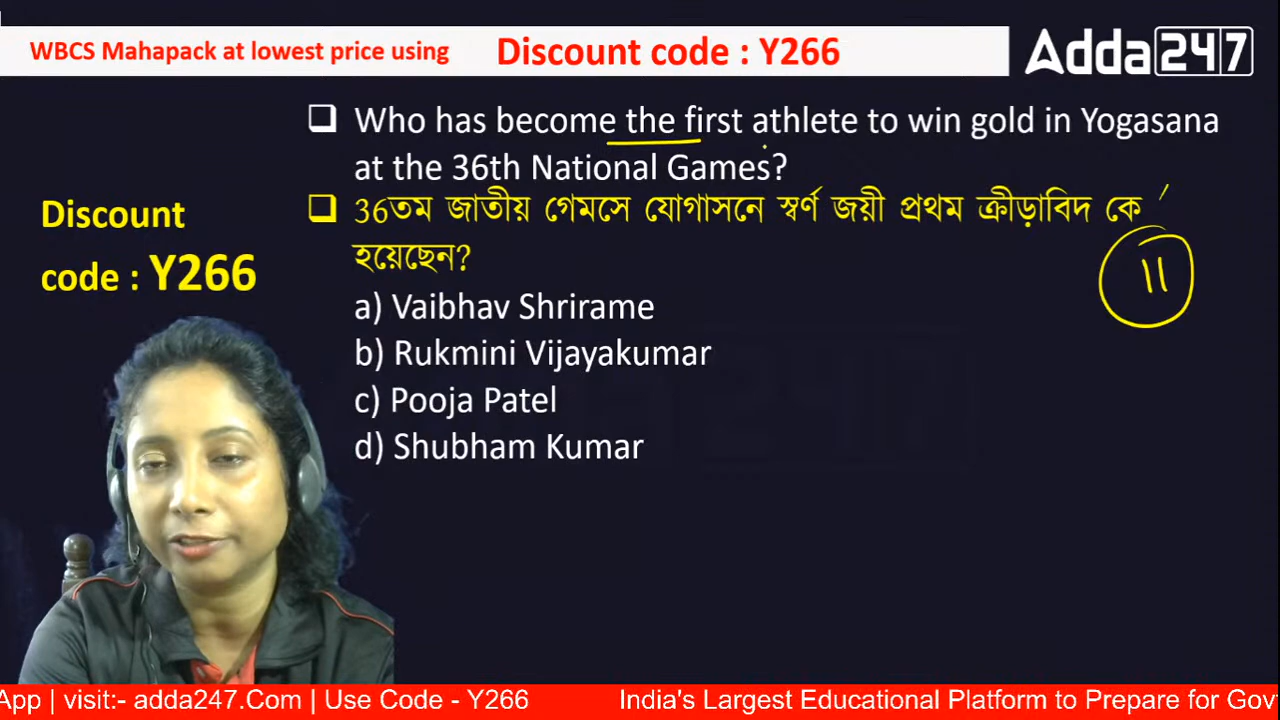 WBCS Mahapack at lowest price using Discount code : Y266
Adda247
Who has become the first athlete to win gold in Yogasana
at the 36th National Games?
36তম জাতীয় গেমসে যোগাসনে স্বর্ণ জয়ী প্রথম ক্রীড়াবিদ কে
হয়েছেন?
Discount
code : Y266
11
a) Vaibhav Shrirame
b) Rukmini Vijayakumar
c) Pooja Patel
d) Shubham Kumar
App | visit:- adda247.Com | Use Code - Y266 India's Largest Educational Platform to Prepare for Gov